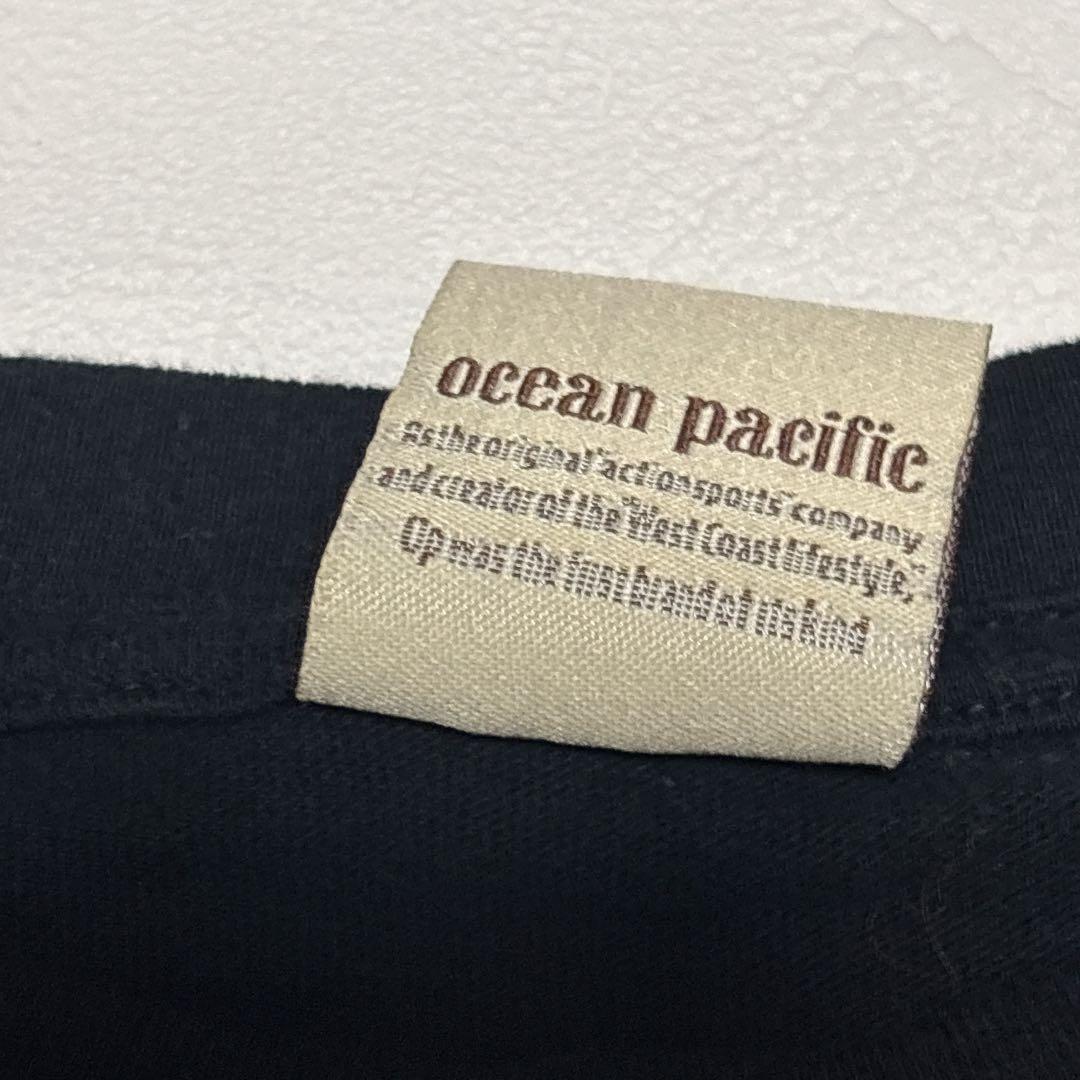 ocean pacific
As the original "action sports" company
and creator of the "West Coast lifestyle,"
Op was the first brand of its kind